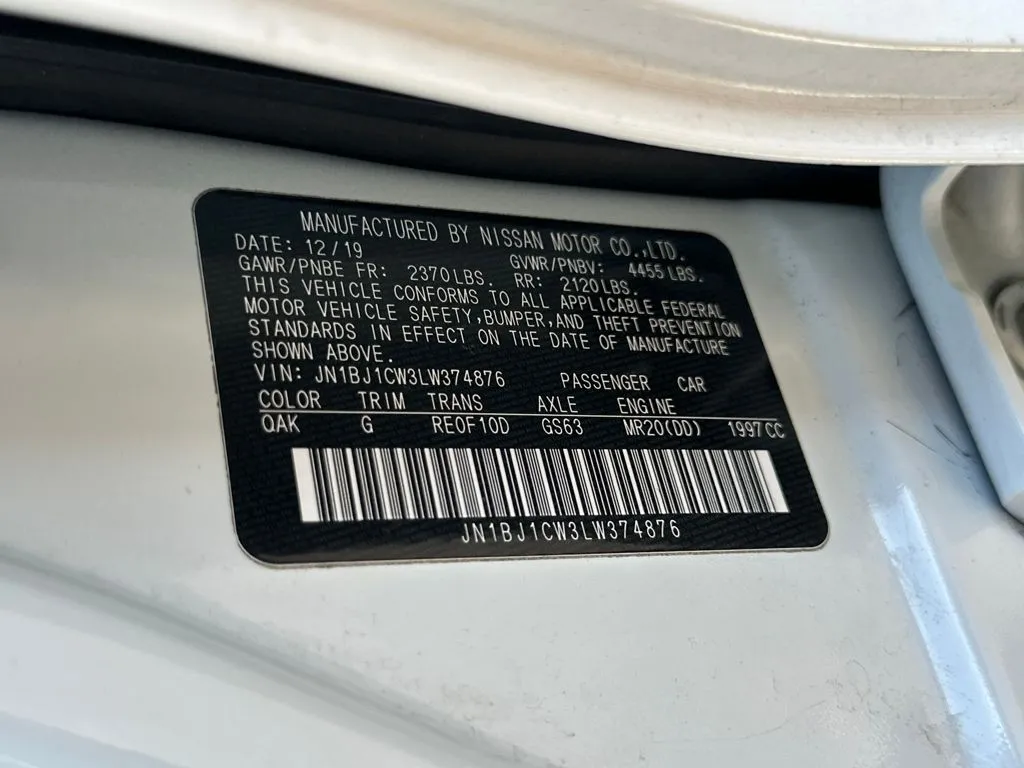 MANUFACTURED BY NISSAN MOTOR CO.,LTD.
DATE: 12/19 GVWR/PNBV: 4455 LBS.
GAWR/PNBE FR: 2370LBS. RR: 2120LBS.
THIS VEHICLE CONFORMS TO ALL APPLICABLE FEDERAL
MOTOR VEHICLE SAFETY,BUMPER,AND THEFT PREVENTION
STANDARDS IN EFFECT ON THE DATE OF MANUFACTURE
SHOWN ABOVE.
VIN: JN1BJ1CW3LW374876 PASSENGER CAR
COLOR TRIM TRANS AXLE ENGINE
QAK G RE0F10D GS63 MR20(DD) 1997CC
JN1BJ1CW3LW374876